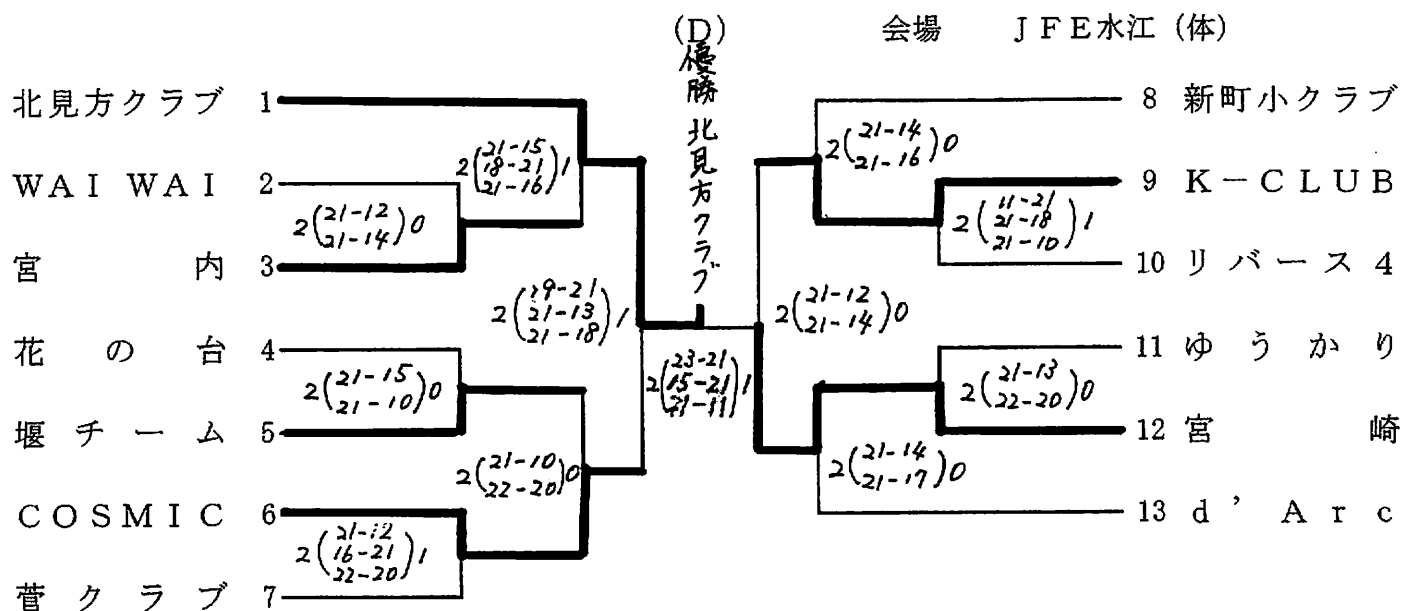 (D) 会場 JFE水江(体)
優勝 北見方クラブ
北見方クラブ 1
WAI WAI 2
宮内 3
花の台 4
堰チーム 5
COSMIC 6
菅クラブ 7
8 新町小クラブ
9 K-CLUB
10 リバース4
11 ゆうかり
12 宮崎
13 d'Arc
2(21-15
18-21
21-16)1
2(21-12
21-14)0
2(19-21
21-13
21-18)1
2(21-15
21-10)0
2(21-10
22-20)0
2(21-12
16-21
22-20)1
2(23-21
15-21
21-11)1
2(21-14
21-16)0
2(11-21
21-18
21-10)1
2(21-12
21-14)0
2(21-13
22-20)0
2(21-14
21-17)0